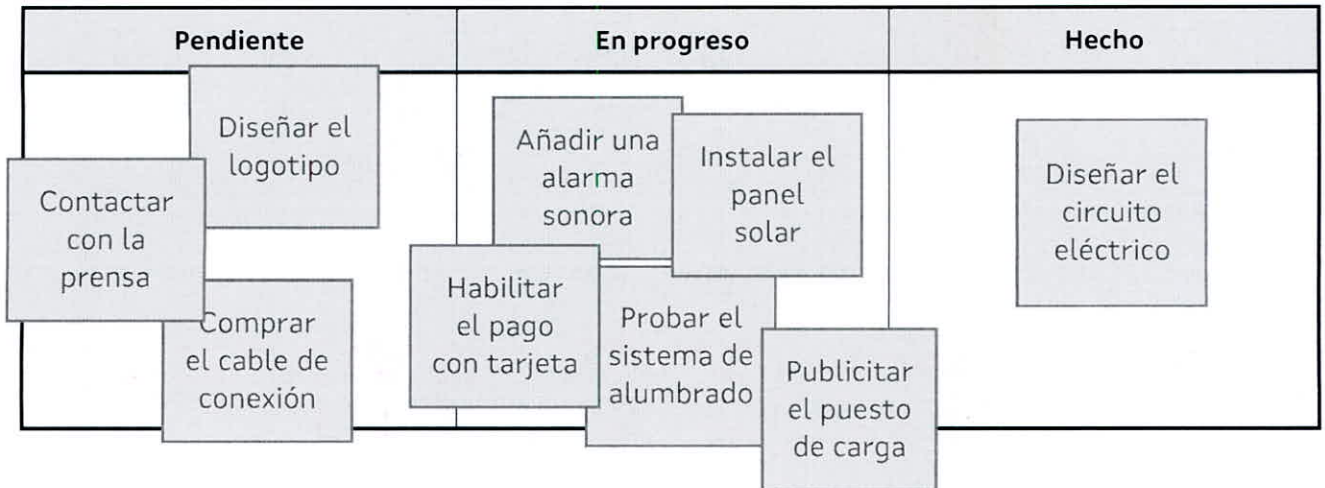 Pendiente
En progreso
Hecho
Diseñar el
logotipo
Contactar
con la
prensa
Comprar
el cable de
conexión
Añadir una
alarma
sonora
Instalar el
panel
solar
Habilitar
el pago
con tarjeta
Probar el
sistema de
alumbrado
Publicitar
el puesto
de carga
Diseñar el
circuito
eléctrico